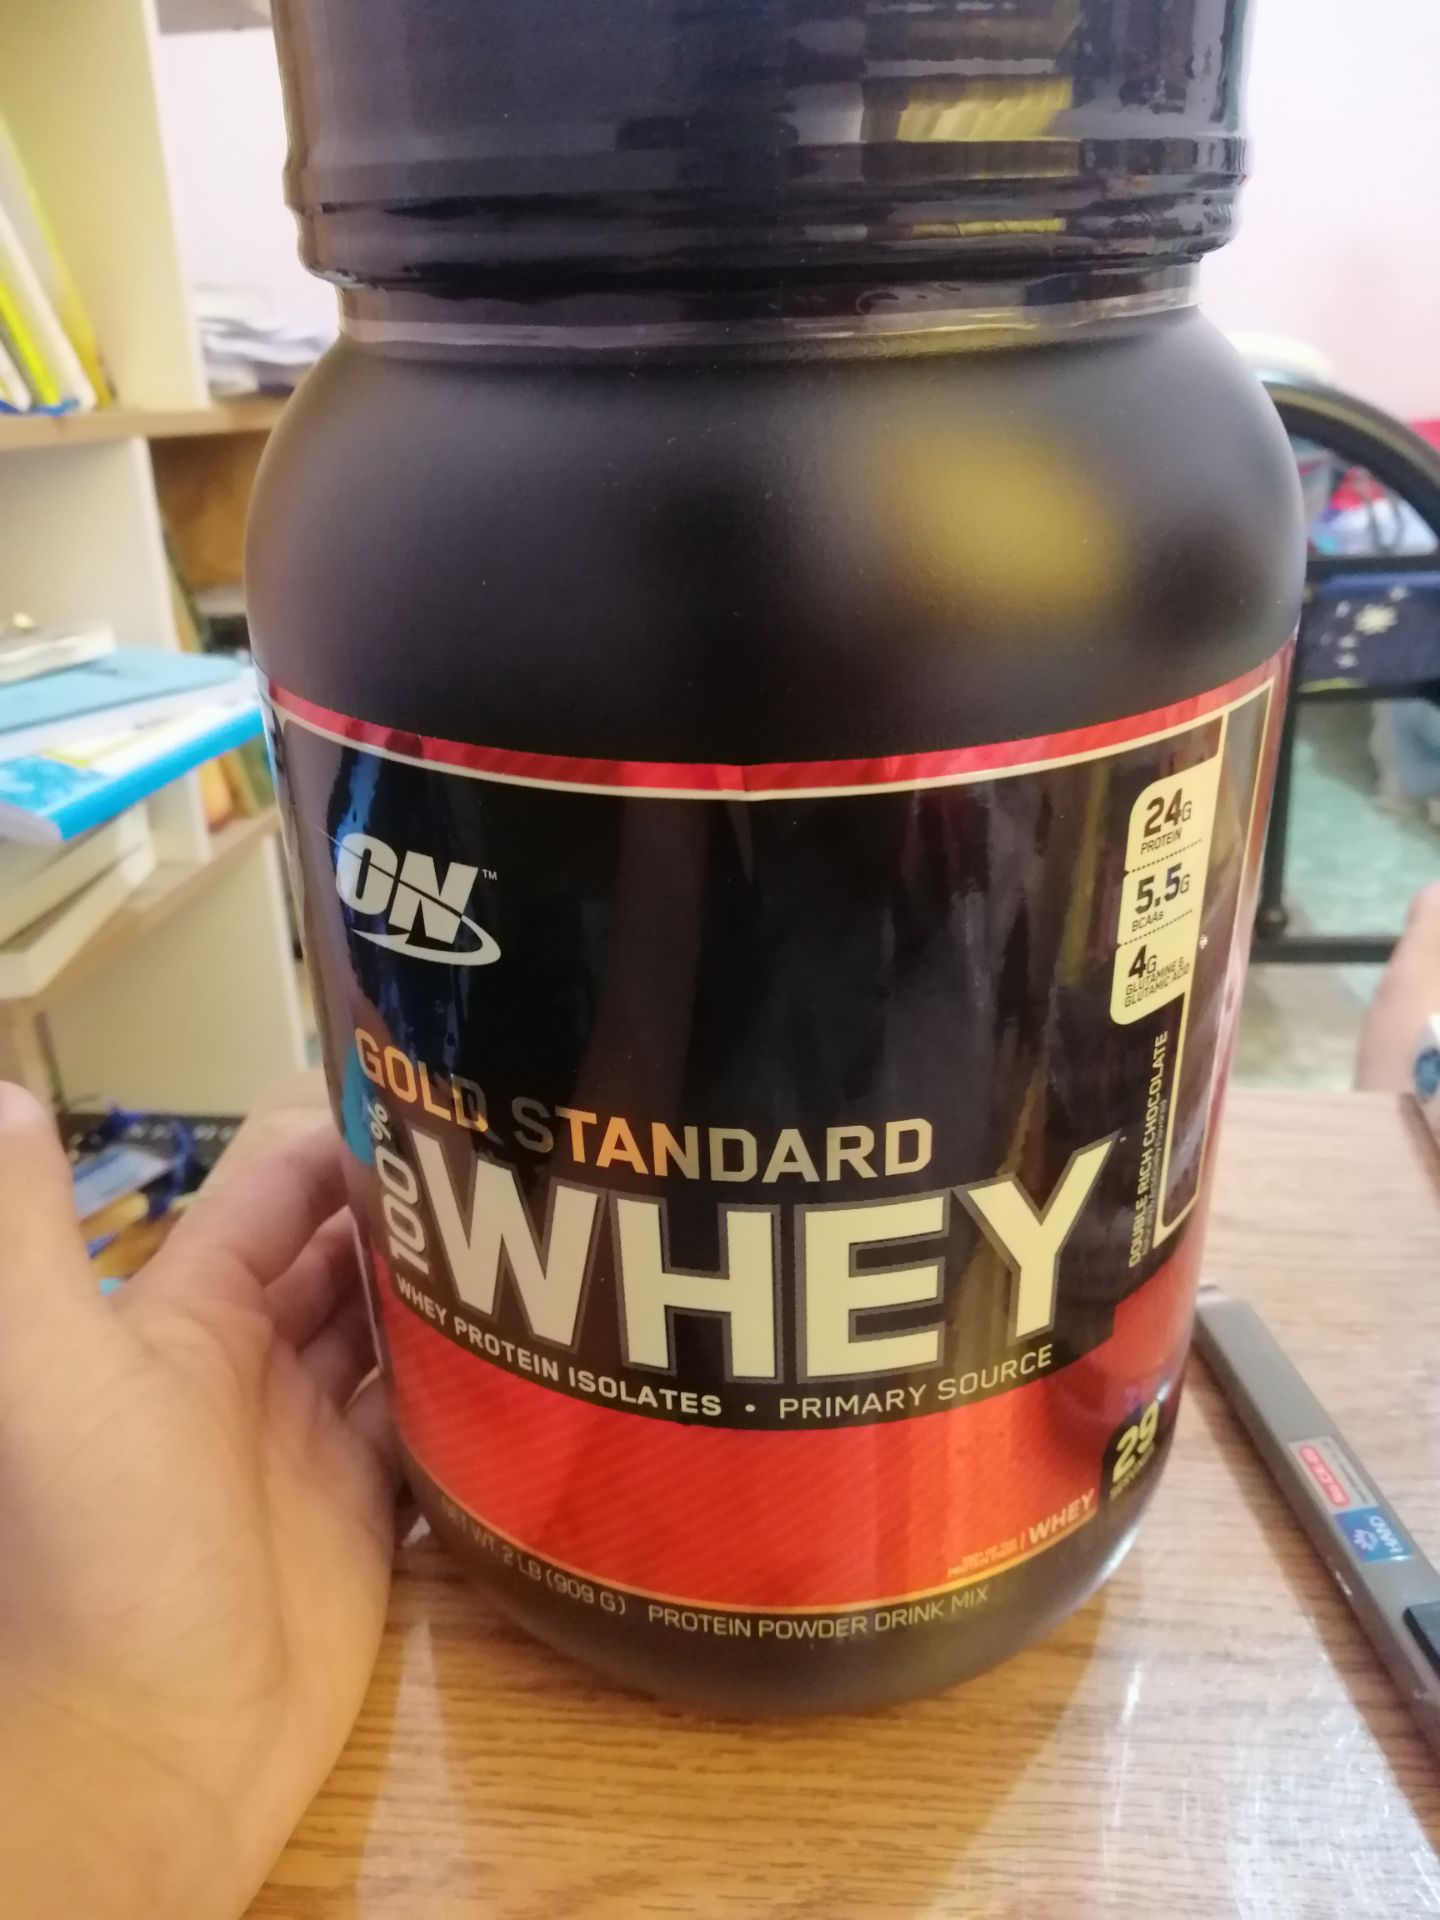 ON™
24G
PROTEIN
5.5G
BCAAs
4G
GLUTAMINE &
GLUTAMIC ACID
GOLD STANDARD
100%
WHEY
DOUBLE RICH CHOCOLATE
WHEY PROTEIN ISOLATES • PRIMARY SOURCE
29
WHEY
NET WT. 2 LB (909 G) PROTEIN POWDER DRINK MIX